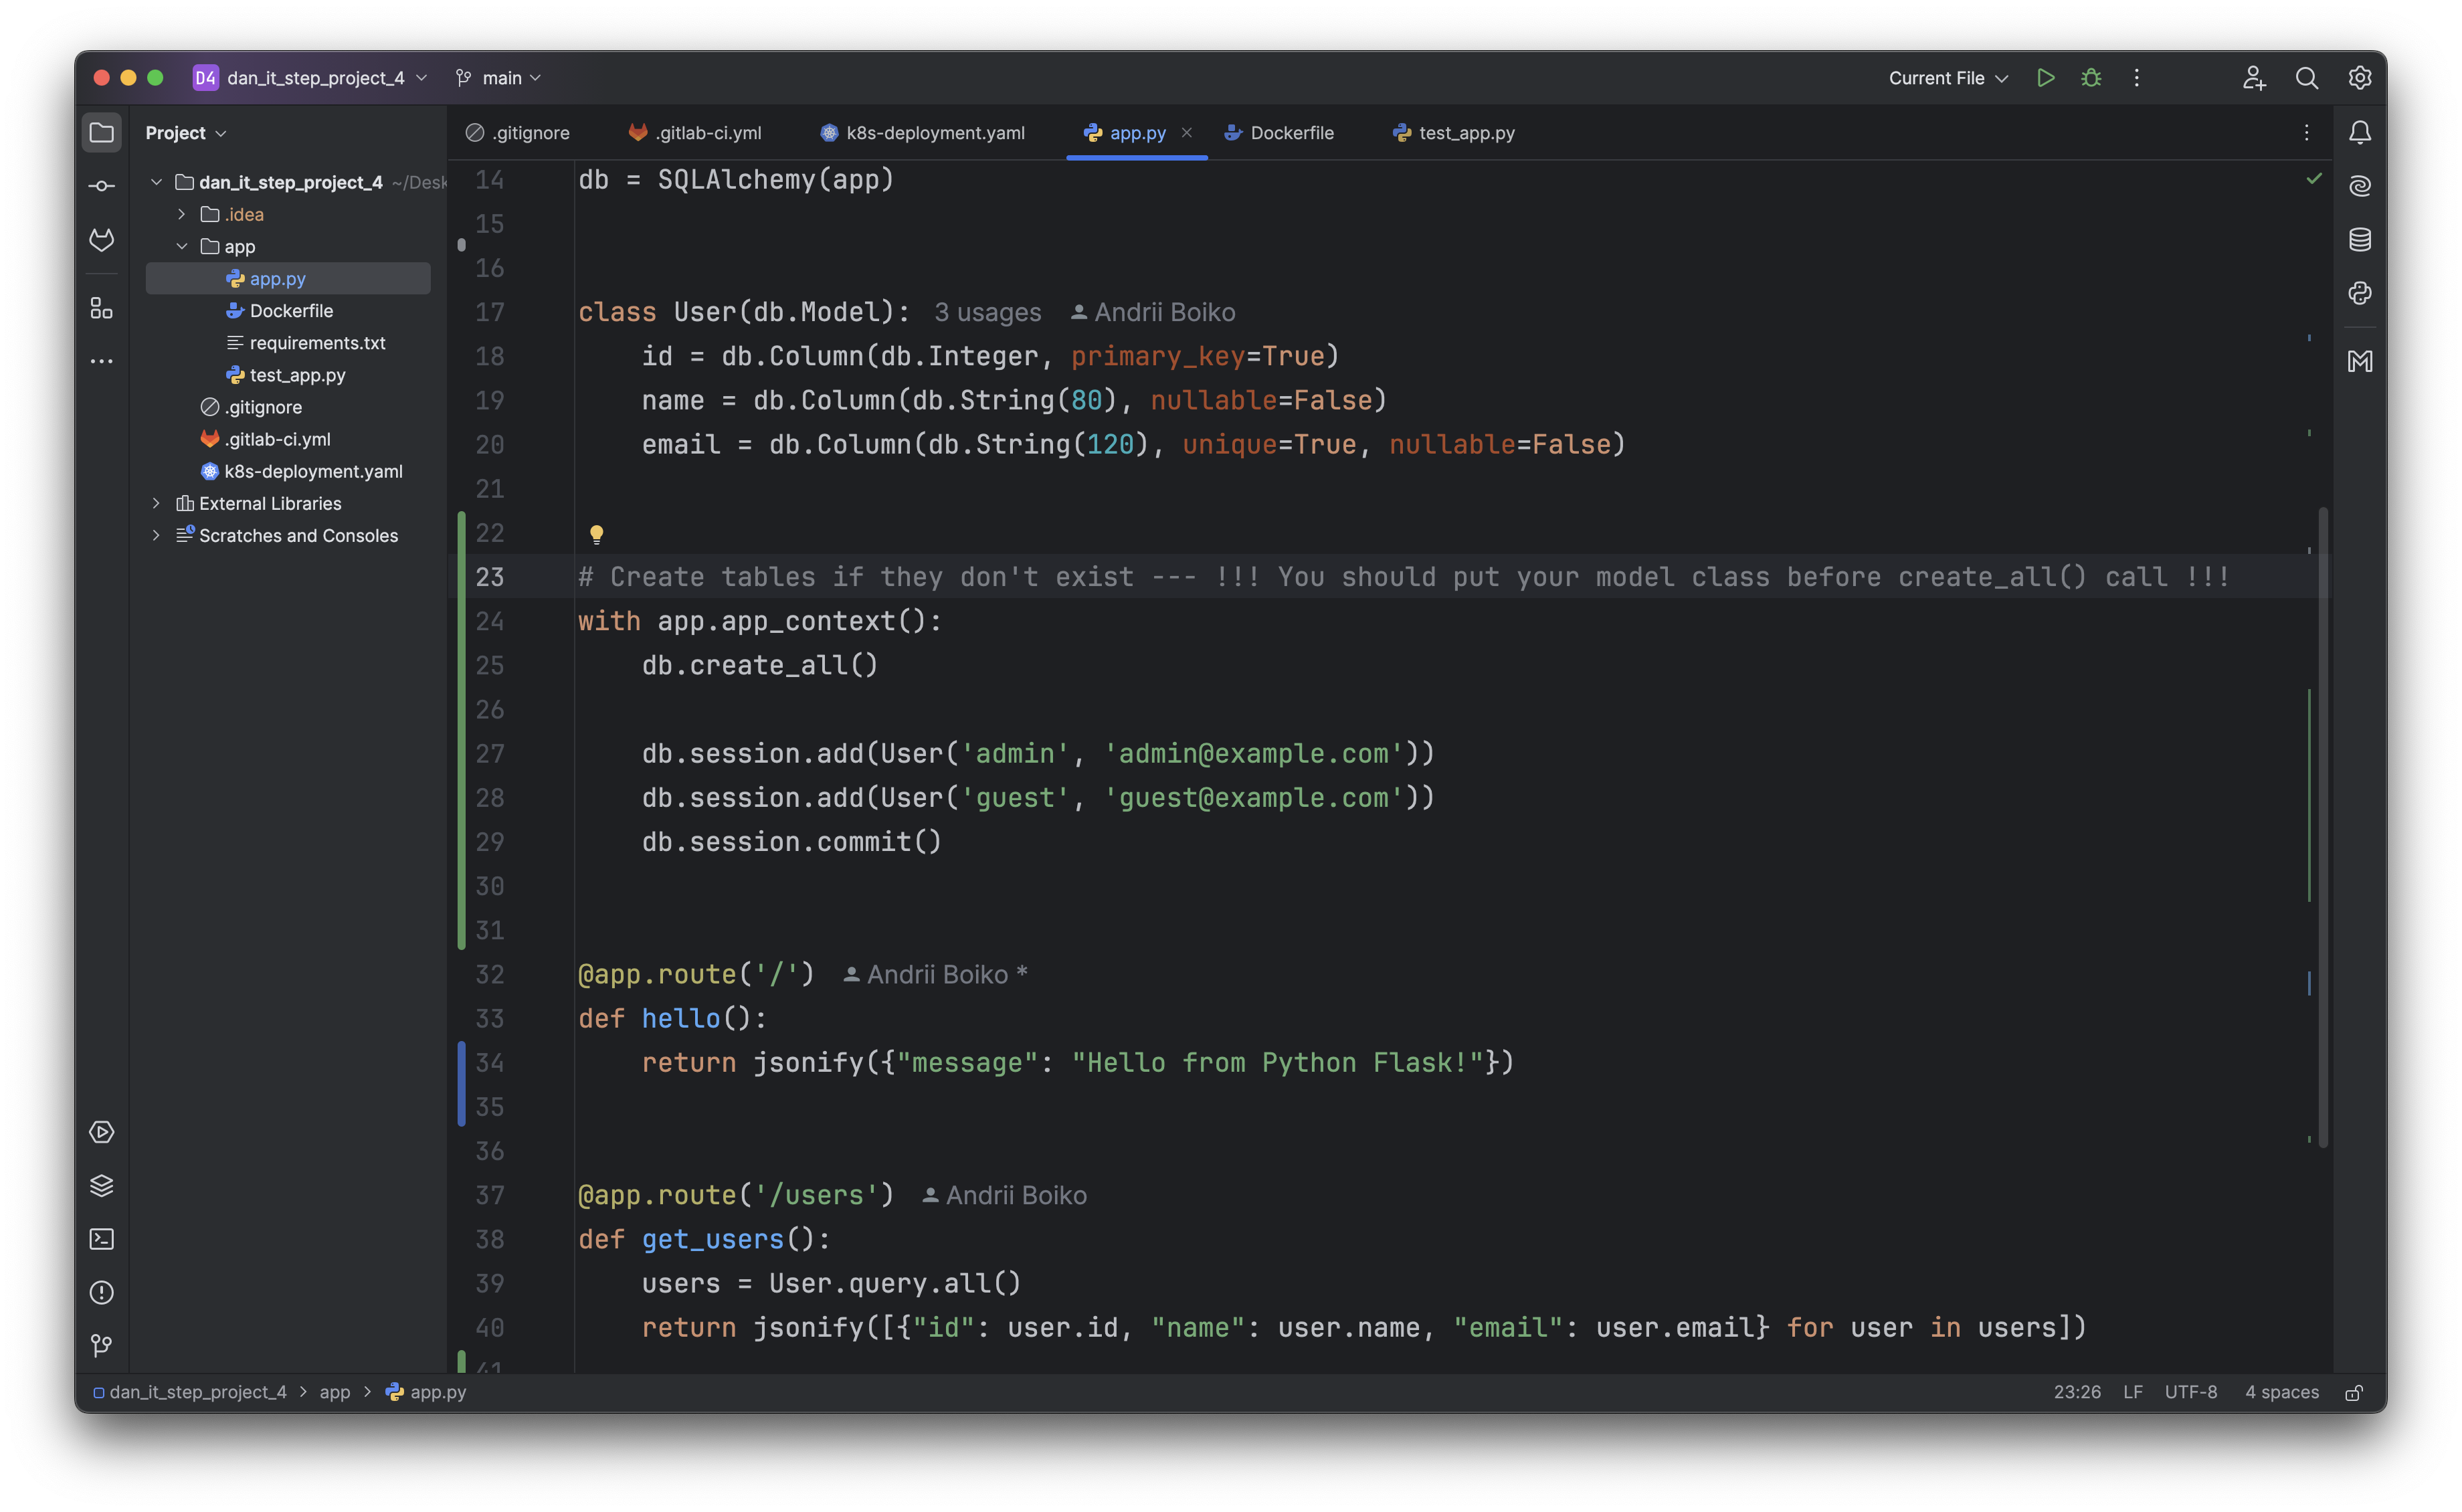 D4 dan_it_step_project_4 main Current File
Project
.gitignore .gitlab-ci.yml k8s-deployment.yaml app.py Dockerfile test_app.py
dan_it_step_project_4 ~/Desk
.idea
app
app.py
Dockerfile
requirements.txt
test_app.py
.gitignore
.gitlab-ci.yml
k8s-deployment.yaml
External Libraries
Scratches and Consoles
14 db = SQLAlchemy(app)
15
16
17 class User(db.Model): 3 usages Andrii Boiko
18     id = db.Column(db.Integer, primary_key=True)
19     name = db.Column(db.String(80), nullable=False)
20     email = db.Column(db.String(120), unique=True, nullable=False)
21
22
23 # Create tables if they don't exist --- !!! You should put your model class before create_all() call !!!
24 with app.app_context():
25     db.create_all()
26
27     db.session.add(User('admin', 'admin@example.com'))
28     db.session.add(User('guest', 'guest@example.com'))
29     db.session.commit()
30
31
32 @app.route('/') Andrii Boiko *
33 def hello():
34     return jsonify({"message": "Hello from Python Flask!"})
35
36
37 @app.route('/users') Andrii Boiko
38 def get_users():
39     users = User.query.all()
40     return jsonify([{"id": user.id, "name": user.name, "email": user.email} for user in users])
41
dan_it_step_project_4 > app > app.py 23:26 LF UTF-8 4 spaces